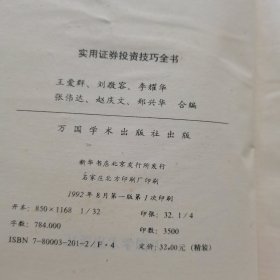 实用证券投资技巧全书
王爱群、刘敬容、李耀华
张伟达、赵庆文、郑兴华 合编
万国学术出版社出版
新华书店北京发行所发行
石家庄北方印刷厂印刷
1992年8月第一版第1次印刷
开本:850×1168 1/32 印张:32.1/4
字数:784.000 印数:3500
ISBN 7-80003-201-2/F·4 定价:32.00元(精装)